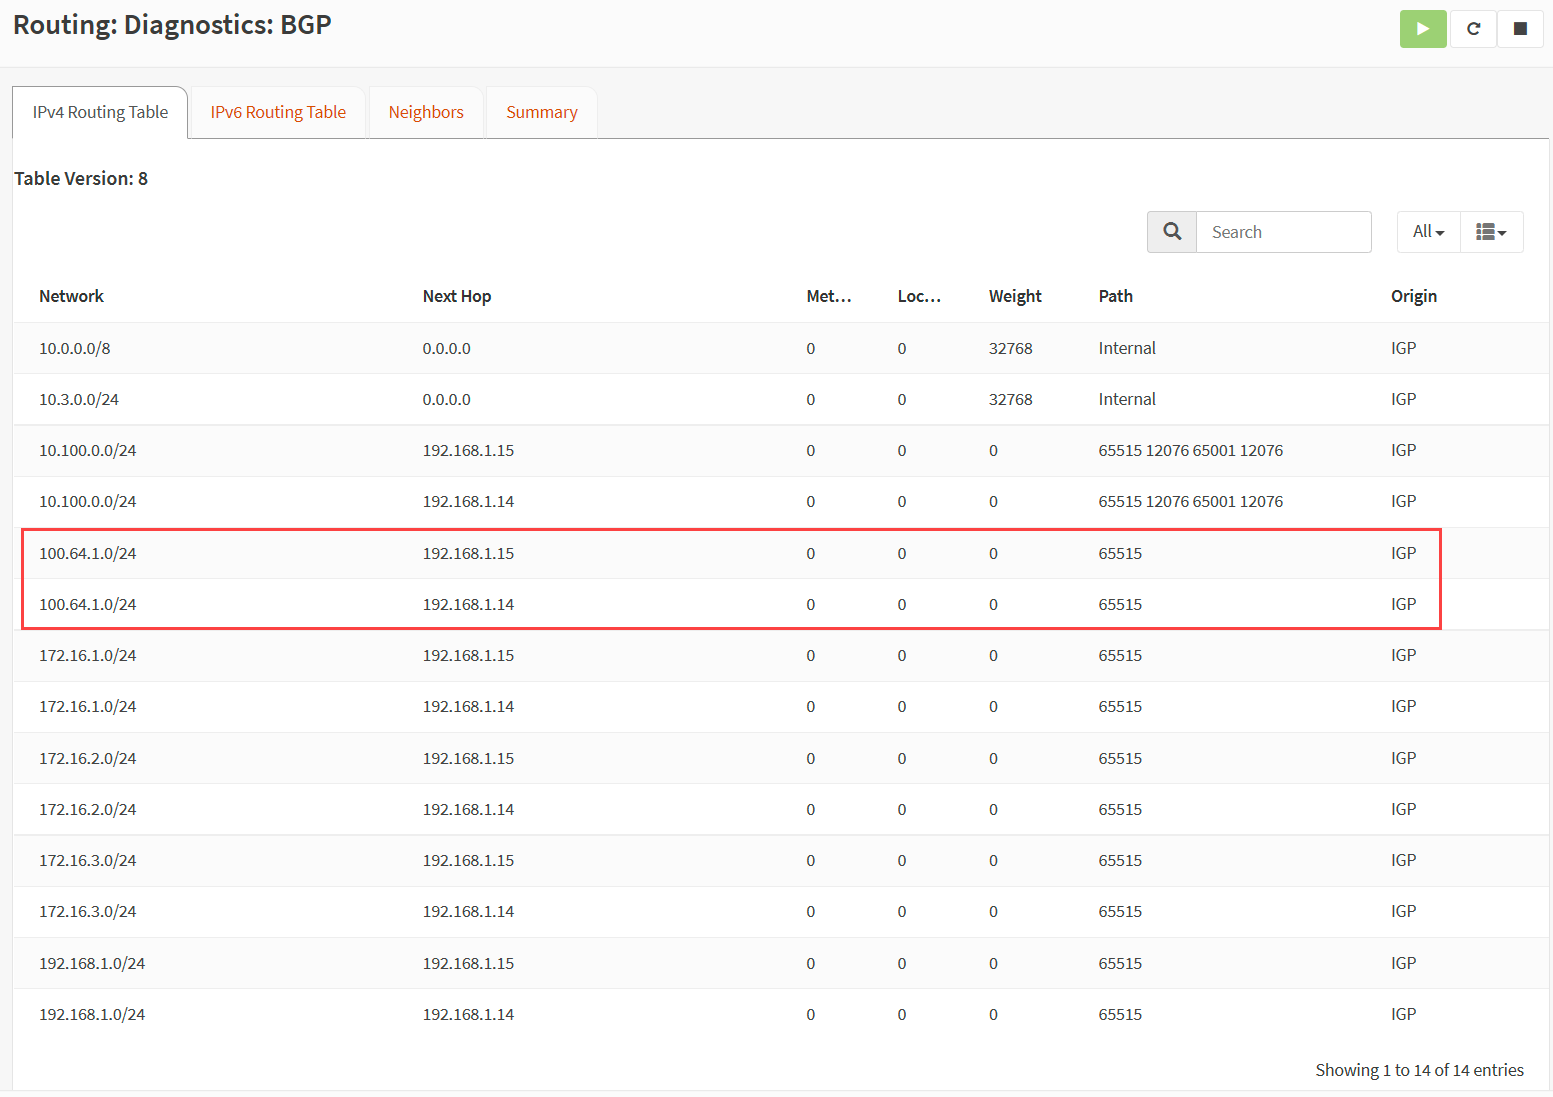 Routing: Diagnostics: BGP
IPv4 Routing Table IPv6 Routing Table Neighbors Summary
Table Version: 8
Search All
Network Next Hop Met... Loc... Weight Path Origin
10.0.0.0/8 0.0.0.0 0 0 32768 Internal IGP
10.3.0.0/24 0.0.0.0 0 0 32768 Internal IGP
10.100.0.0/24 192.168.1.15 0 0 0 65515 12076 65001 12076 IGP
10.100.0.0/24 192.168.1.14 0 0 0 65515 12076 65001 12076 IGP
100.64.1.0/24 192.168.1.15 0 0 0 65515 IGP
100.64.1.0/24 192.168.1.14 0 0 0 65515 IGP
172.16.1.0/24 192.168.1.15 0 0 0 65515 IGP
172.16.1.0/24 192.168.1.14 0 0 0 65515 IGP
172.16.2.0/24 192.168.1.15 0 0 0 65515 IGP
172.16.2.0/24 192.168.1.14 0 0 0 65515 IGP
172.16.3.0/24 192.168.1.15 0 0 0 65515 IGP
172.16.3.0/24 192.168.1.14 0 0 0 65515 IGP
192.168.1.0/24 192.168.1.15 0 0 0 65515 IGP
192.168.1.0/24 192.168.1.14 0 0 0 65515 IGP
Showing 1 to 14 of 14 entries